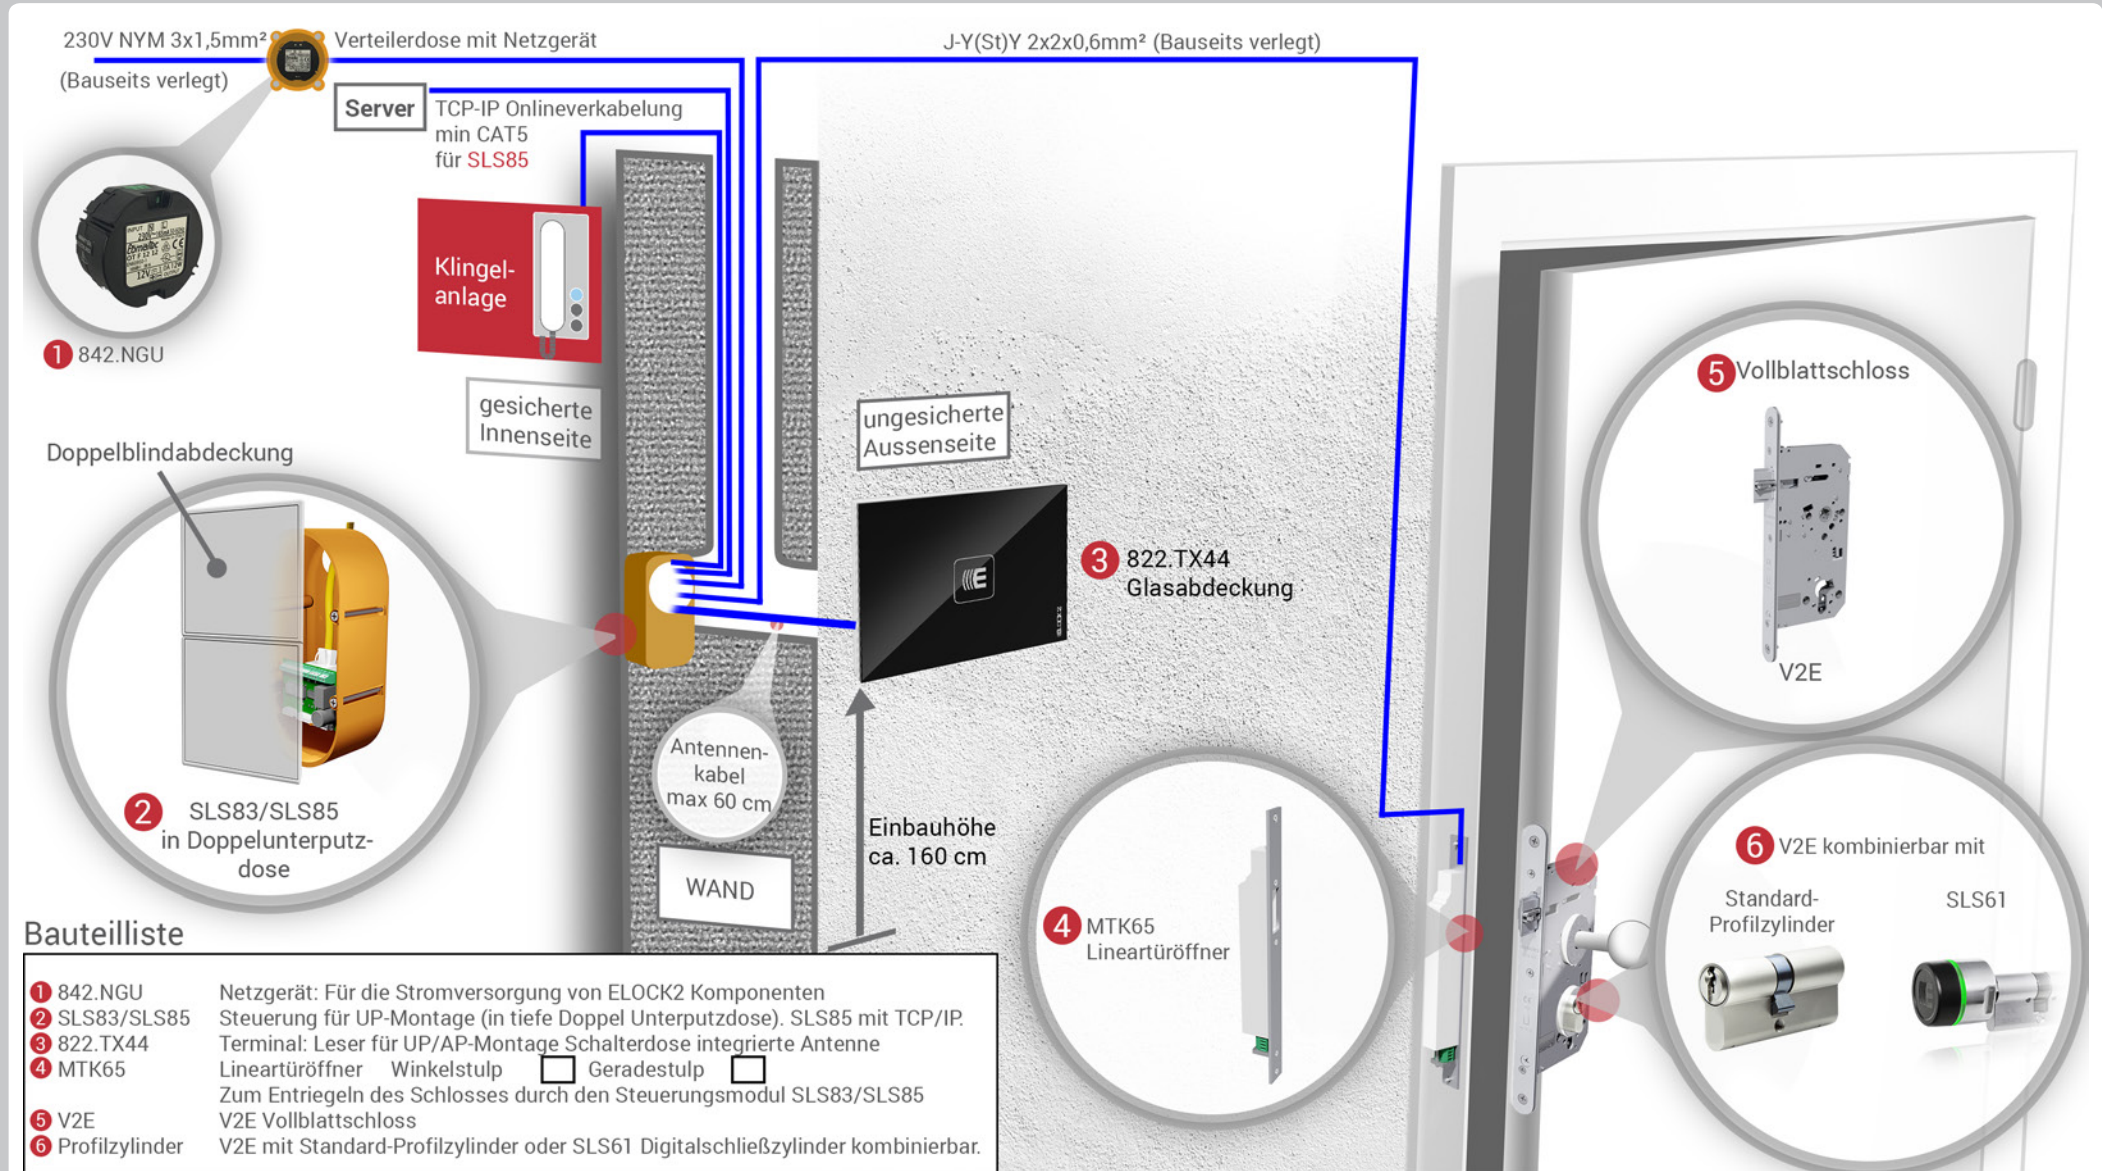 230V NYM 3x1,5mm²
(Bauseits verlegt)
Verteilerdose mit Netzgerät
Server
TCP-IP Onlineverkabelung
min CAT5
für SLS85
J-Y(St)Y 2x2x0,6mm² (Bauseits verlegt)
INPUT
230V
12V
OUTPUT
1 842.NGU
Klingel-
anlage
gesicherte
Innenseite
ungesicherte
Aussenseite
Doppelblindabdeckung
2 SLS83/SLS85
in Doppelunterputz-
dose
E
3 822.TX44
Glasabdeckung
Antennen-
kabel
max 60 cm
WAND
Einbauhöhe
ca. 160 cm
4 MTK65
Lineartüröffner
5 Vollblattschloss
V2E
6 V2E kombinierbar mit
Standard-
Profilzylinder
SLS61
Bauteilliste
1 842.NGU Netzgerät: Für die Stromversorgung von ELOCK2 Komponenten
2 SLS83/SLS85 Steuerung für UP-Montage (in tiefe Doppel Unterputzdose). SLS85 mit TCP/IP.
3 822.TX44 Terminal: Leser für UP/AP-Montage Schalterdose integrierte Antenne
4 MTK65 Lineartüröffner Winkelstulp Geradestulp
Zum Entriegeln des Schlosses durch den Steuerungsmodul SLS83/SLS85
5 V2E V2E Vollblattschloss
6 Profilzylinder V2E mit Standard-Profilzylinder oder SLS61 Digitalschließzylinder kombinierbar.